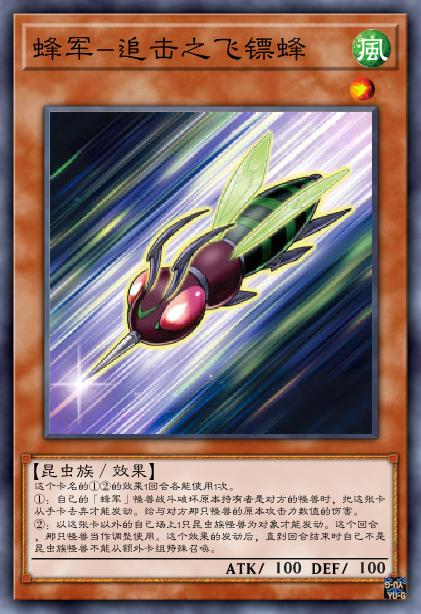 蜂军-追击之飞镖蜂
風
【昆虫族/效果】
这个卡名的①②的效果1回合各能使用1次。
①：自己的「蜂军」怪兽战斗破坏原本持有者是对方的怪兽时，把这张卡
从手卡丢弃才能发动。给与对方那只怪兽的原本攻击力数值的伤害。
②：以这张卡以外的自己场上1只昆虫族怪兽为对象才能发动。这个回合
，那只怪兽当作调整使用。这个效果的发动后，直到回合结束时自己不是
昆虫族怪兽不能从额外卡组特殊召唤。
ATK/ 100 DEF/ 100